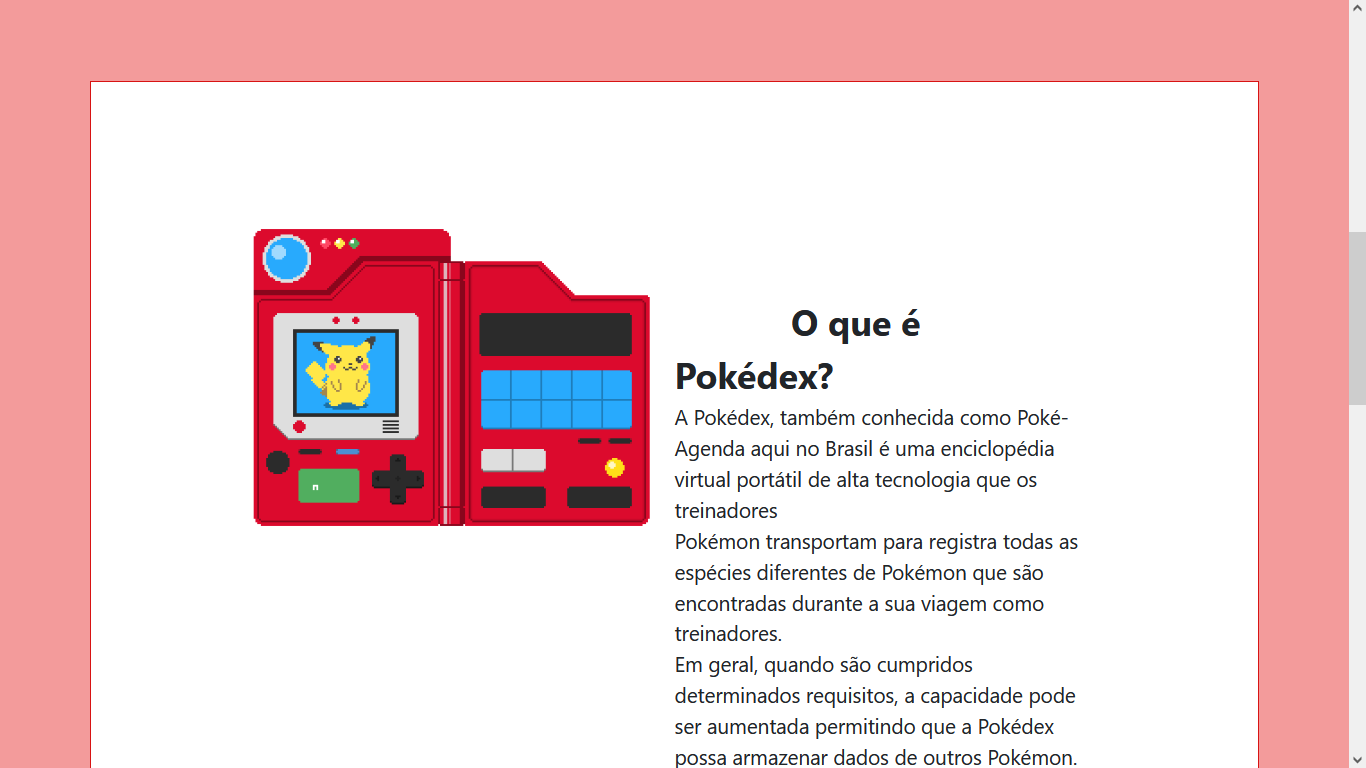 O que é
Pokédex?
A Pokédex, também conhecida como Poké-
Agenda aqui no Brasil é uma enciclopédia
virtual portátil de alta tecnologia que os
treinadores
Pokémon transportam para registra todas as
espécies diferentes de Pokémon que são
encontradas durante a sua viagem como
treinadores.
Em geral, quando são cumpridos
determinados requisitos, a capacidade pode
ser aumentada permitindo que a Pokédex
possa armazenar dados de outros Pokémon.